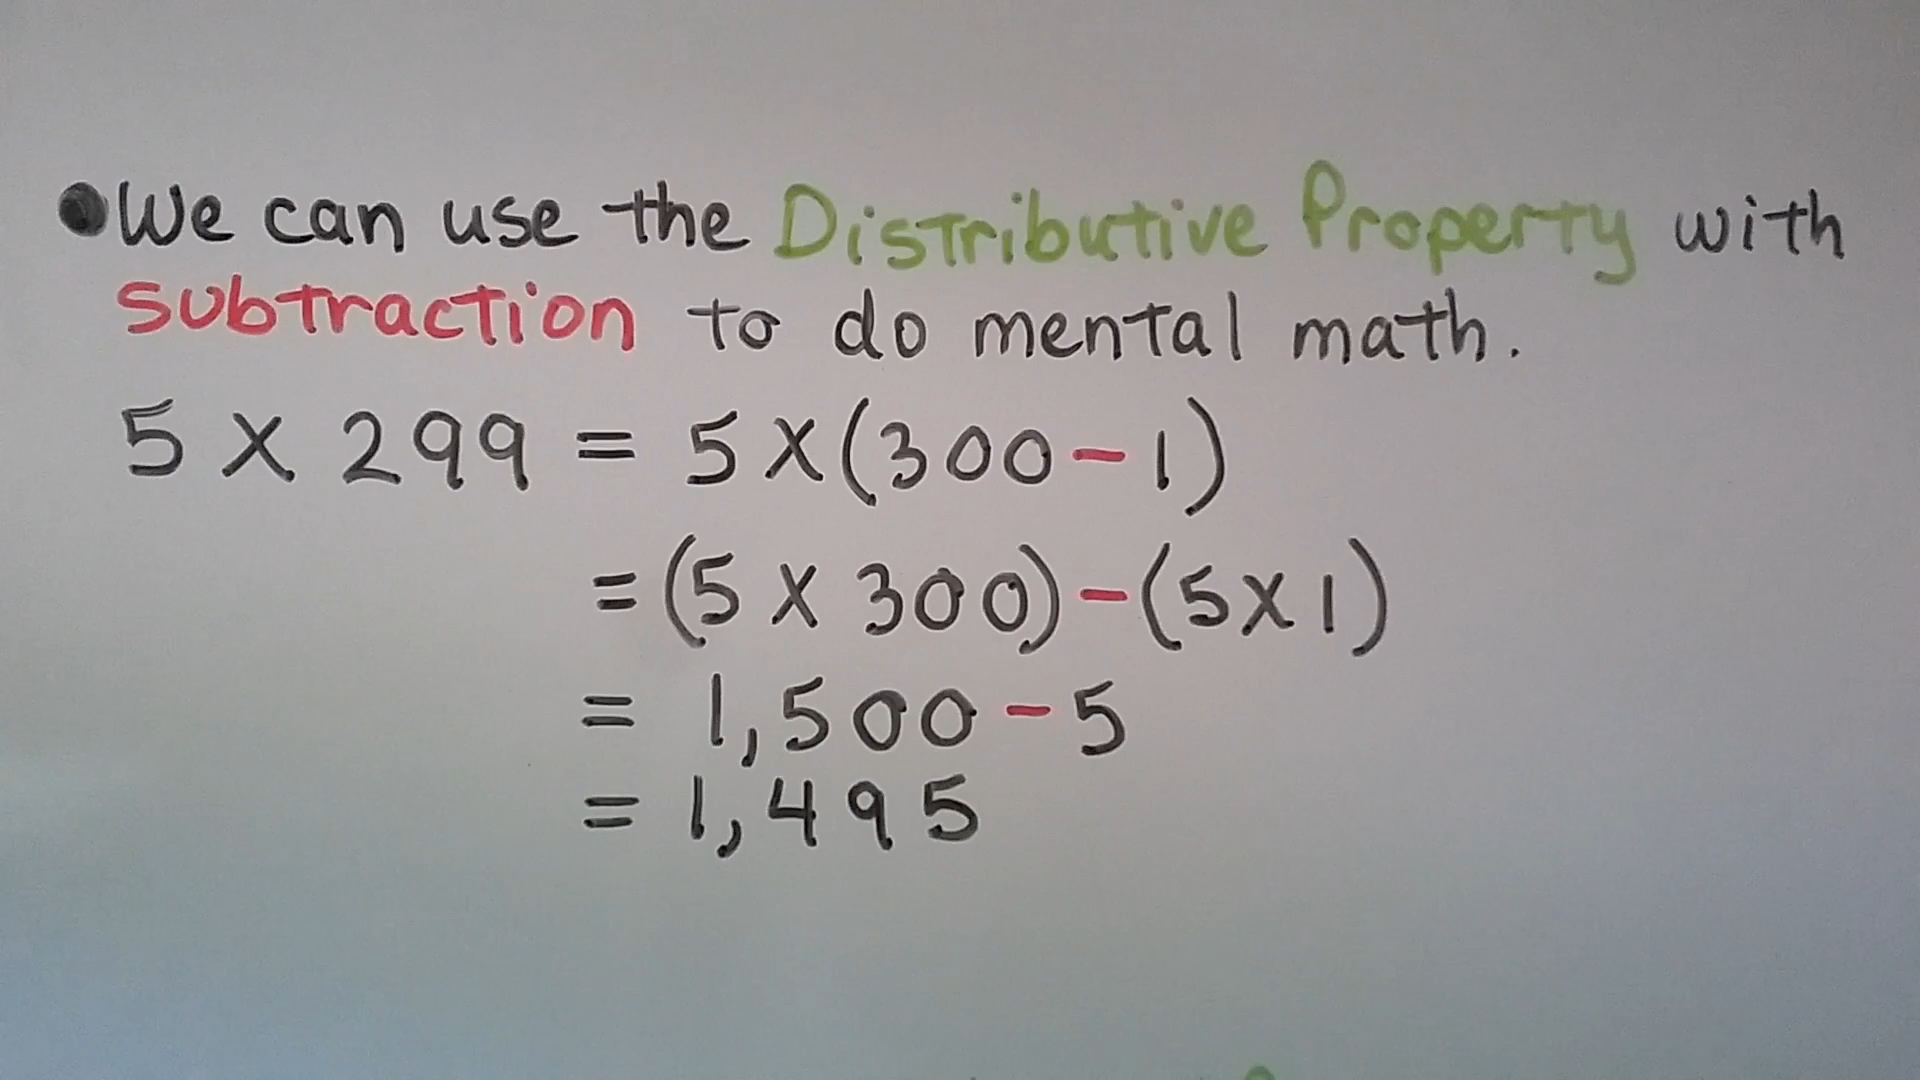 ●We can use the Distributive Property with
subtraction to do mental math.
5 x 299 = 5 x (300 - 1)
= (5 x 300) - (5 x 1)
= 1,500 - 5
= 1,495